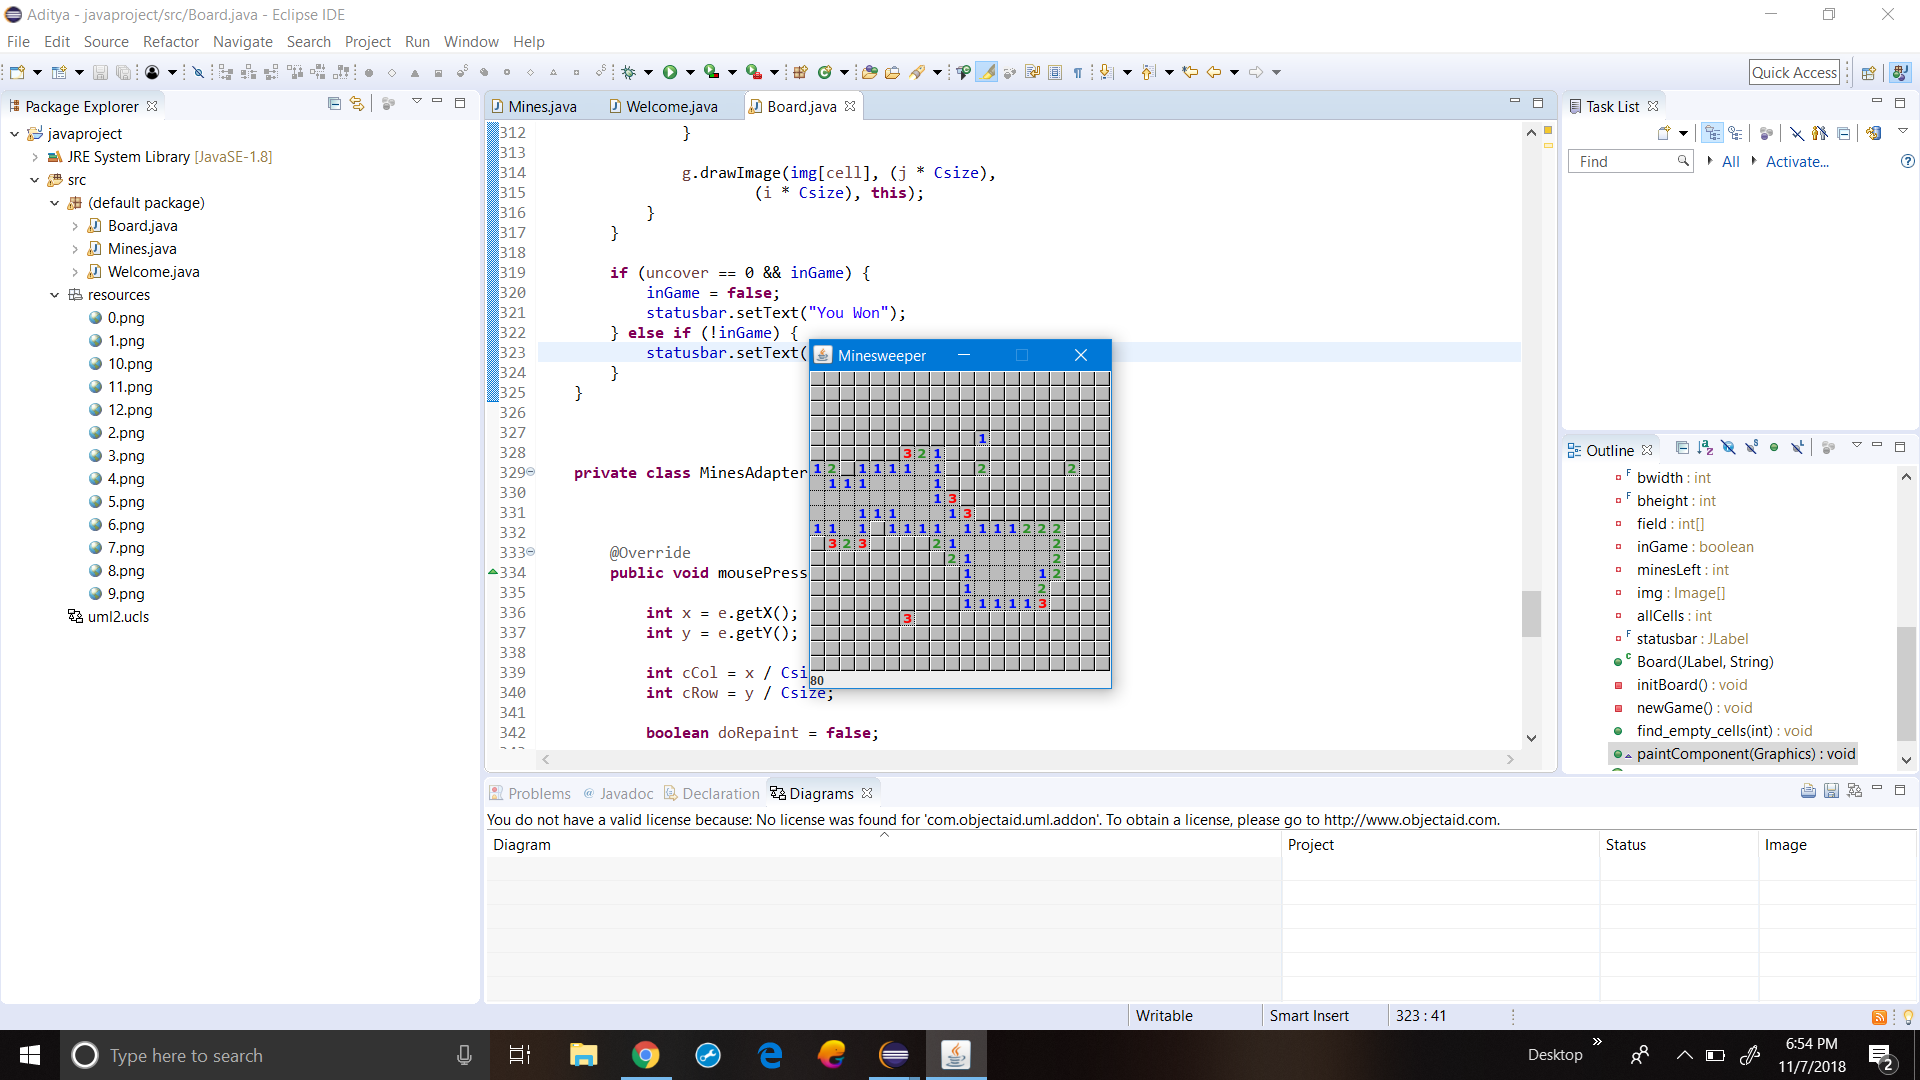 Aditya - javaproject/src/Board.java - Eclipse IDE
File Edit Source Refactor Navigate Search Project Run Window Help
Quick Access
Package Explorer
javaproject
JRE System Library [JavaSE-1.8]
src
(default package)
Board.java
Mines.java
Welcome.java
resources
0.png
1.png
10.png
11.png
12.png
2.png
3.png
4.png
5.png
6.png
7.png
8.png
9.png
uml2.ucls
Mines.java Welcome.java Board.java
312 }
313
314 g.drawImage(img[cell], (j * Csize),
315 (i * Csize), this);
316 }
317 }
318
319 if (uncover == 0 && inGame) {
320 inGame = false;
321 statusbar.setText("You Won");
322 } else if (!inGame) {
323 statusbar.setText(
324 }
325 }
326
327
328
329 private class MinesAdapter
330
331
332
333 @Override
334 public void mousePress
335
336 int x = e.getX();
337 int y = e.getY();
338
339 int cCol = x / Csi
340 int cRow = y / Csize;
341
342 boolean doRepaint = false;
Minesweeper
1
3 2 1
1 2 1 1 1 1 1 2 2
1 1 1 1
1 3
1 1 1 1 3
1 1 1 1 1 1 1 1 1 1 1 2 2 2
3 2 3 2 1 2
2 1 2
1 1 2
1 2
1 1 1 1 1 3
3
80
Task List
Find All Activate...
Outline
bwidth : int
bheight : int
field : int[]
inGame : boolean
minesLeft : int
img : Image[]
allCells : int
statusbar : JLabel
Board(JLabel, String)
initBoard() : void
newGame() : void
find_empty_cells(int) : void
paintComponent(Graphics) : void
Problems Javadoc Declaration Diagrams
You do not have a valid license because: No license was found for 'com.objectaid.uml.addon'. To obtain a license, please go to http://www.objectaid.com.
Diagram Project Status Image
Writable Smart Insert 323 : 41
Type here to search
Desktop
6:54 PM
11/7/2018
2